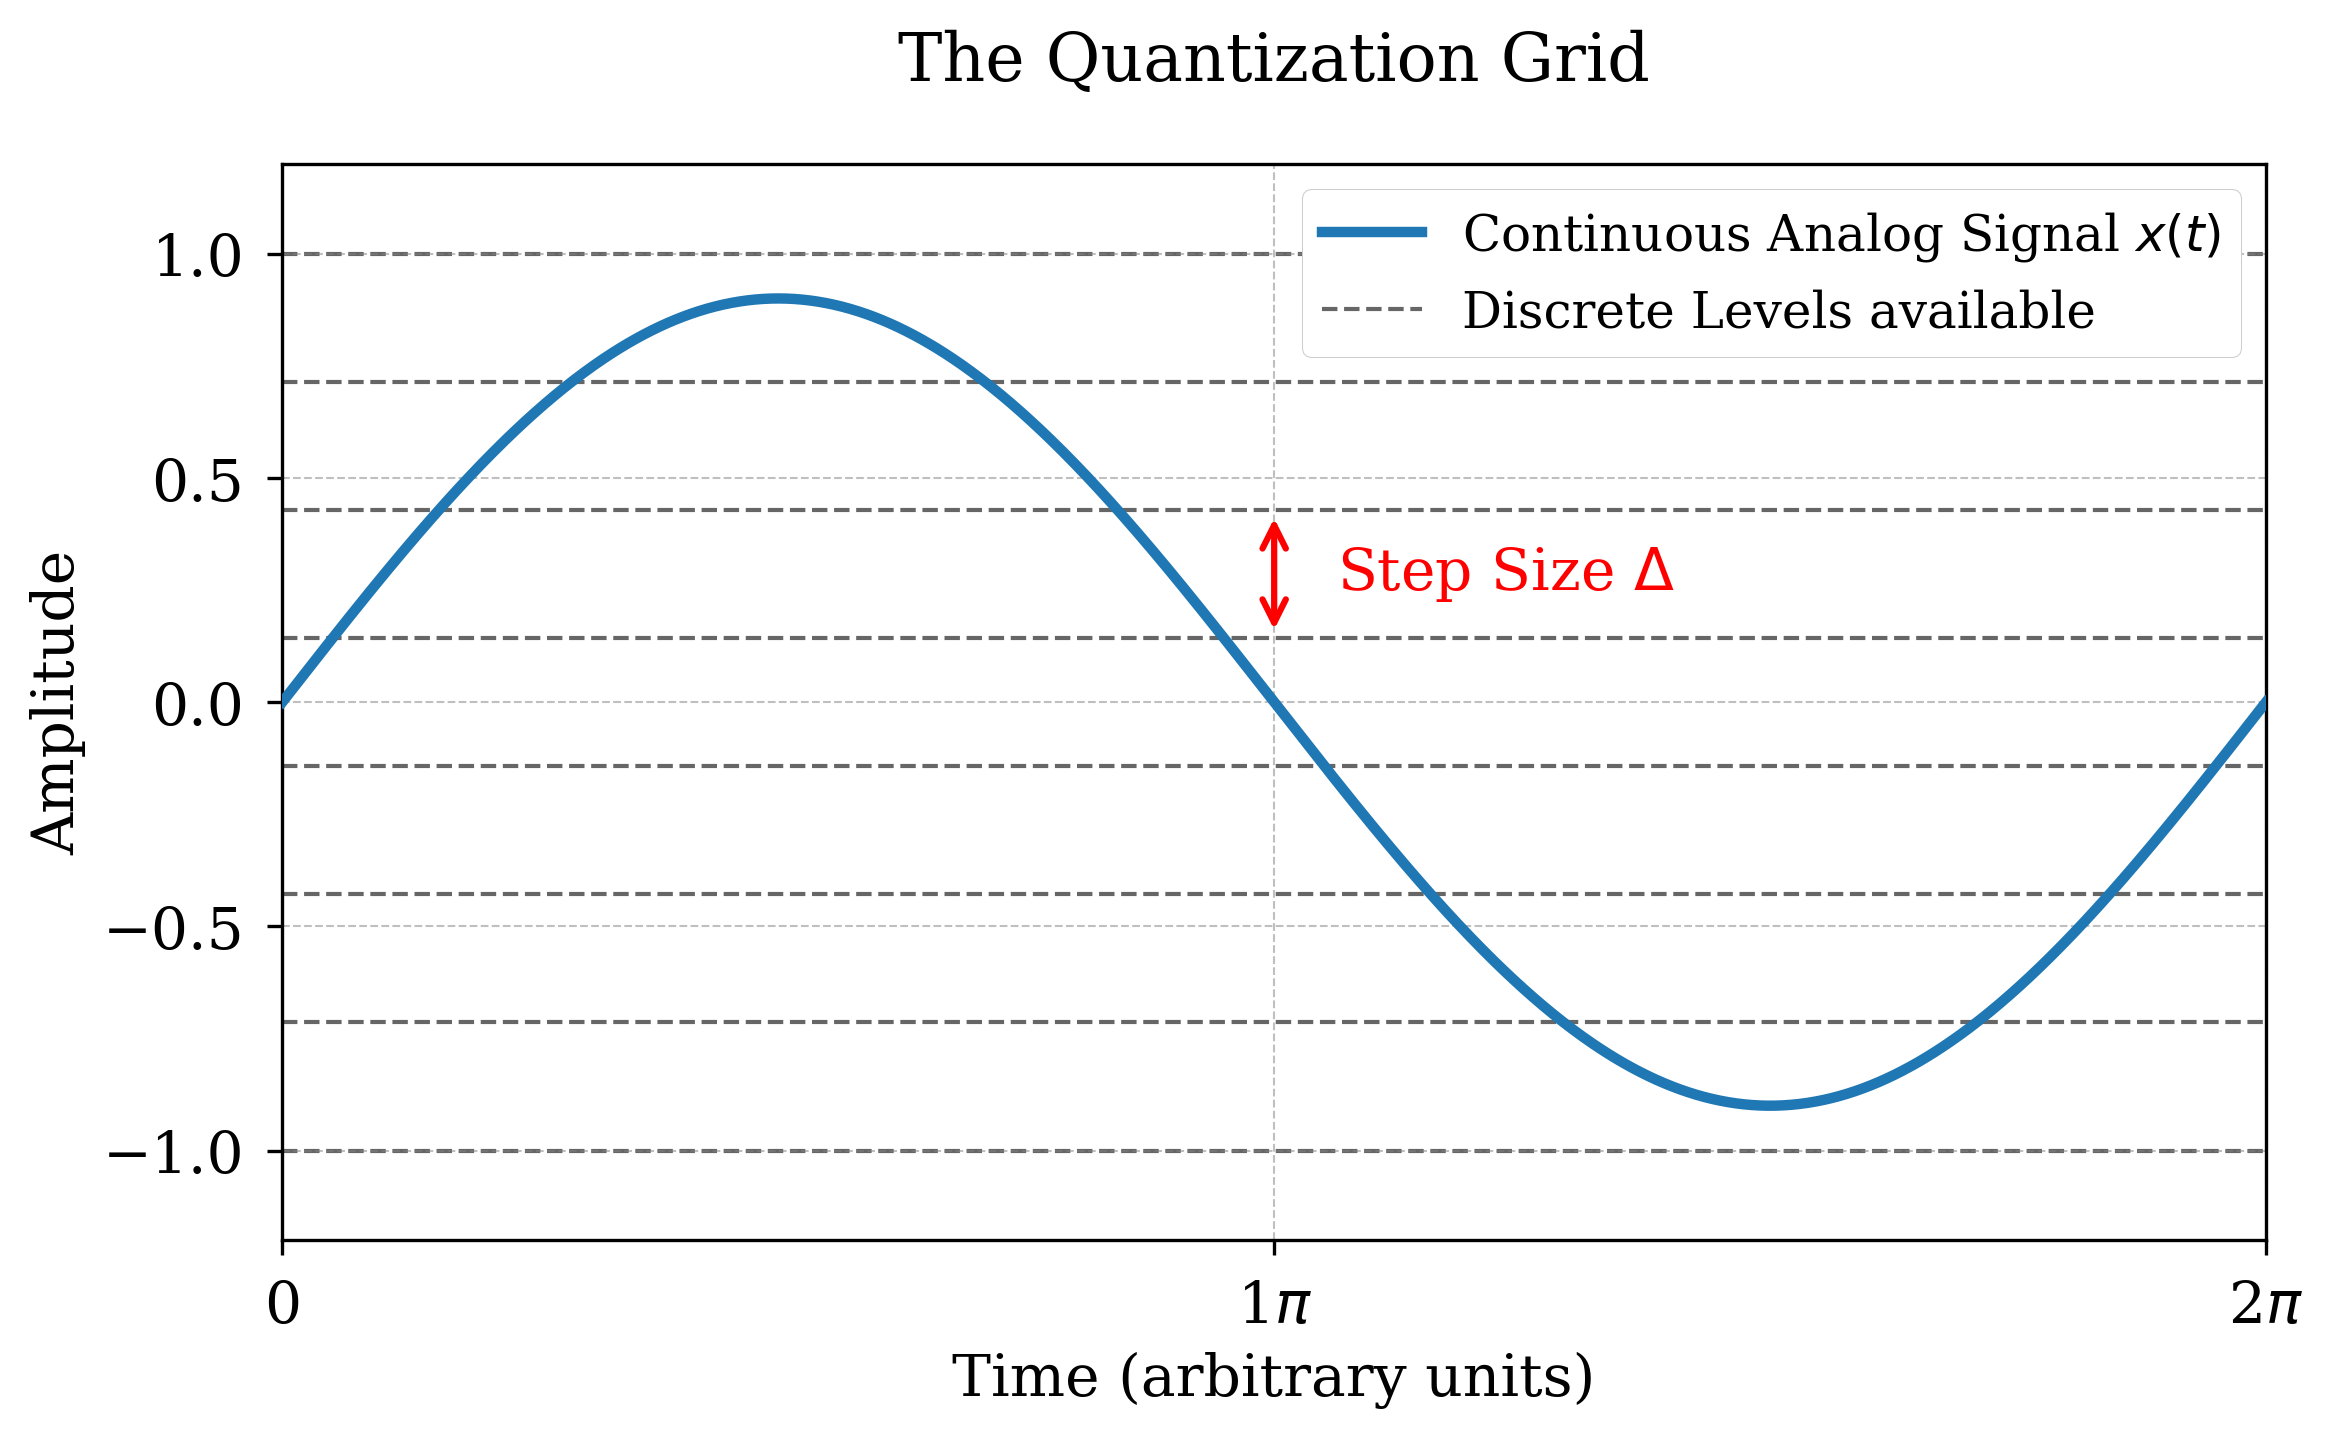 The Quantization Grid
Continuous Analog Signal x(t)
Discrete Levels available
1.0
0.5
0.0
−0.5
−1.0
Step Size Δ
Amplitude
0
1π
2π
Time (arbitrary units)